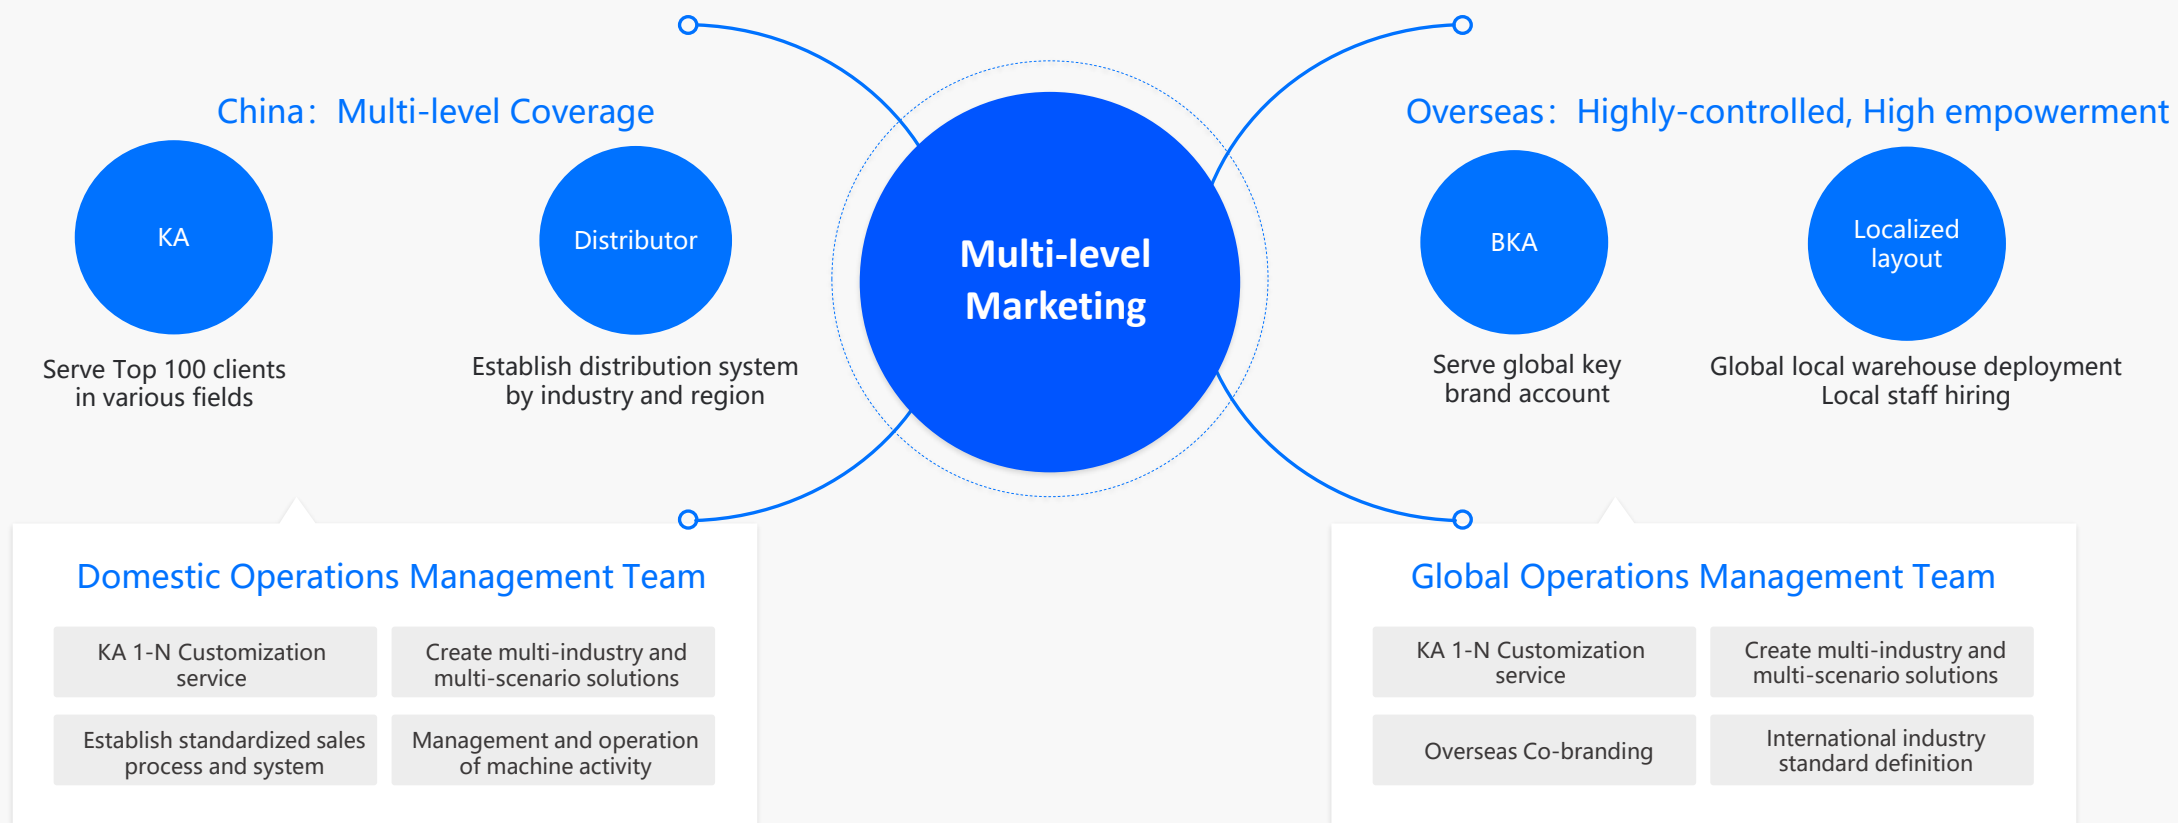 China： Multi-level Coverage
KA
Distributor
Serve Top 100 clients
in various fields
Establish distribution system
by industry and region
Multi-level
Marketing
Overseas： Highly-controlled, High empowerment
BKA
Localized
layout
Serve global key
brand account
Global local warehouse deployment
Local staff hiring
Domestic Operations Management Team
KA 1-N Customization
service
Create multi-industry and
multi-scenario solutions
Establish standardized sales
process and system
Management and operation
of machine activity
Global Operations Management Team
KA 1-N Customization
service
Create multi-industry and
multi-scenario solutions
Overseas Co-branding
International industry
standard definition